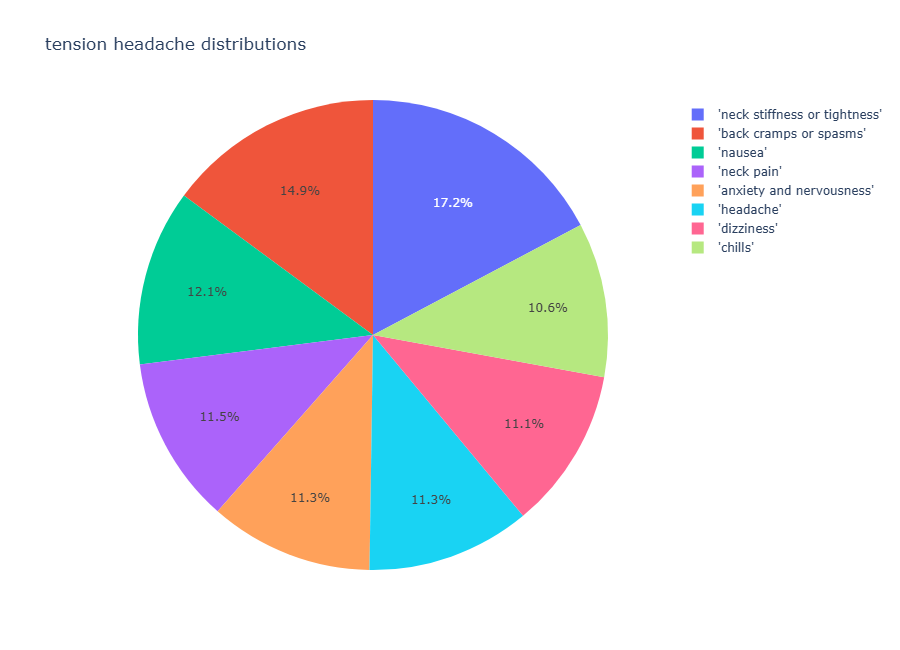 tension headache distributions
'neck stiffness or tightness'
'back cramps or spasms'
'nausea'
'neck pain'
'anxiety and nervousness'
'headache'
'dizziness'
'chills'
14.9%
17.2%
12.1%
10.6%
11.5%
11.1%
11.3%
11.3%